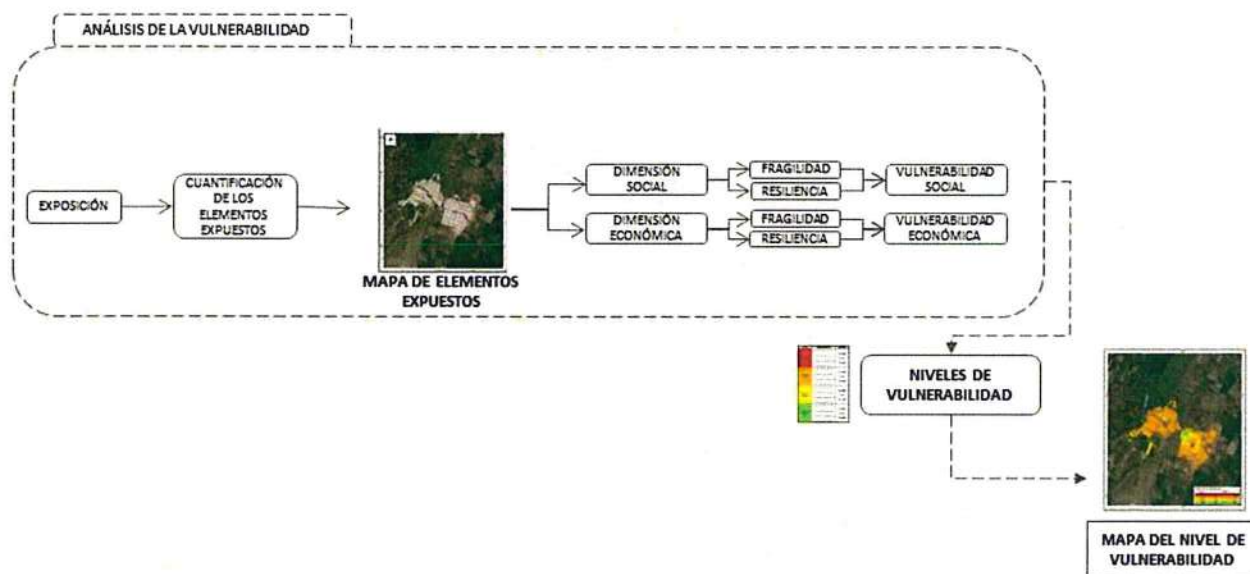 ANÁLISIS DE LA VULNERABILIDAD
EXPOSICIÓN
CUANTIFICACIÓN
DE LOS
ELEMENTOS
EXPUESTOS
MAPA DE ELEMENTOS
EXPUESTOS
DIMENSIÓN
SOCIAL
FRAGILIDAD
RESILIENCIA
VULNERABILIDAD
SOCIAL
DIMENSIÓN
ECONÓMICA
FRAGILIDAD
RESILIENCIA
VULNERABILIDAD
ECONÓMICA
NIVELES DE
VULNERABILIDAD
MAPA DEL NIVEL DE
VULNERABILIDAD